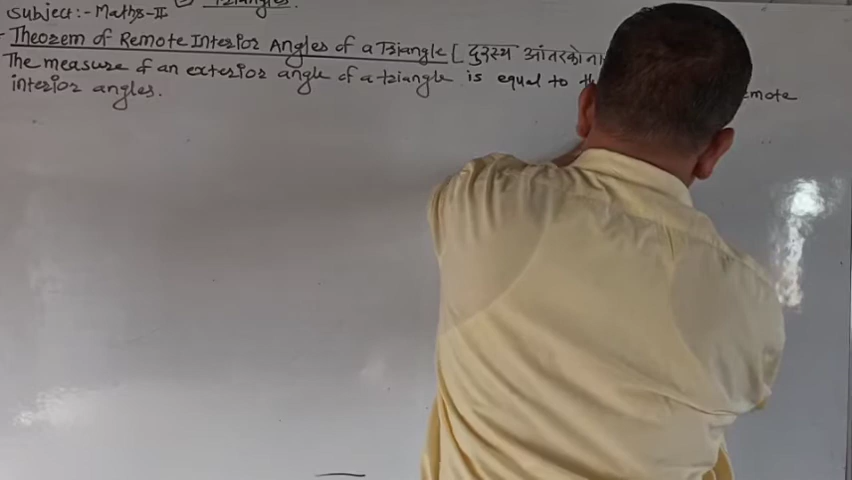 Triangles.
Subject:- Maths-II
Theorem of Remote Interior Angles of a Triangle [ दुरस्थ आंतरकोना
The measure of an exterior angle of a triangle is equal to th emote
interior angles.